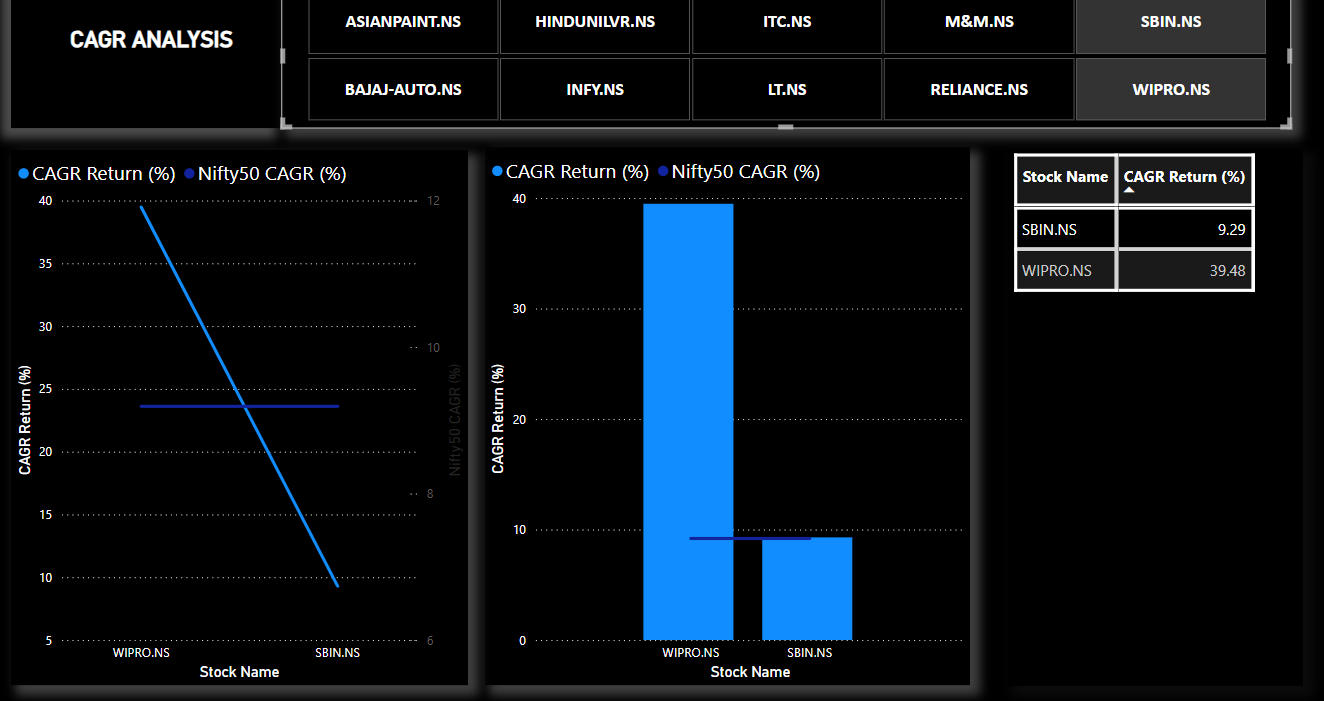 CAGR ANALYSIS
ASIANPAINT.NS HINDUNILVR.NS ITC.NS M&M.NS SBIN.NS
BAJAJ-AUTO.NS INFY.NS LT.NS RELIANCE.NS WIPRO.NS
CAGR Return (%) Nifty50 CAGR (%)
40 12
35
30
10
25
20
8
15
10
5 6
CAGR Return (%)
Nifty50 CAGR (%)
WIPRO.NS SBIN.NS
Stock Name
CAGR Return (%) Nifty50 CAGR (%)
40
30
20
10
0
CAGR Return (%)
WIPRO.NS SBIN.NS
Stock Name
Stock Name CAGR Return (%)
SBIN.NS 9.29
WIPRO.NS 39.48